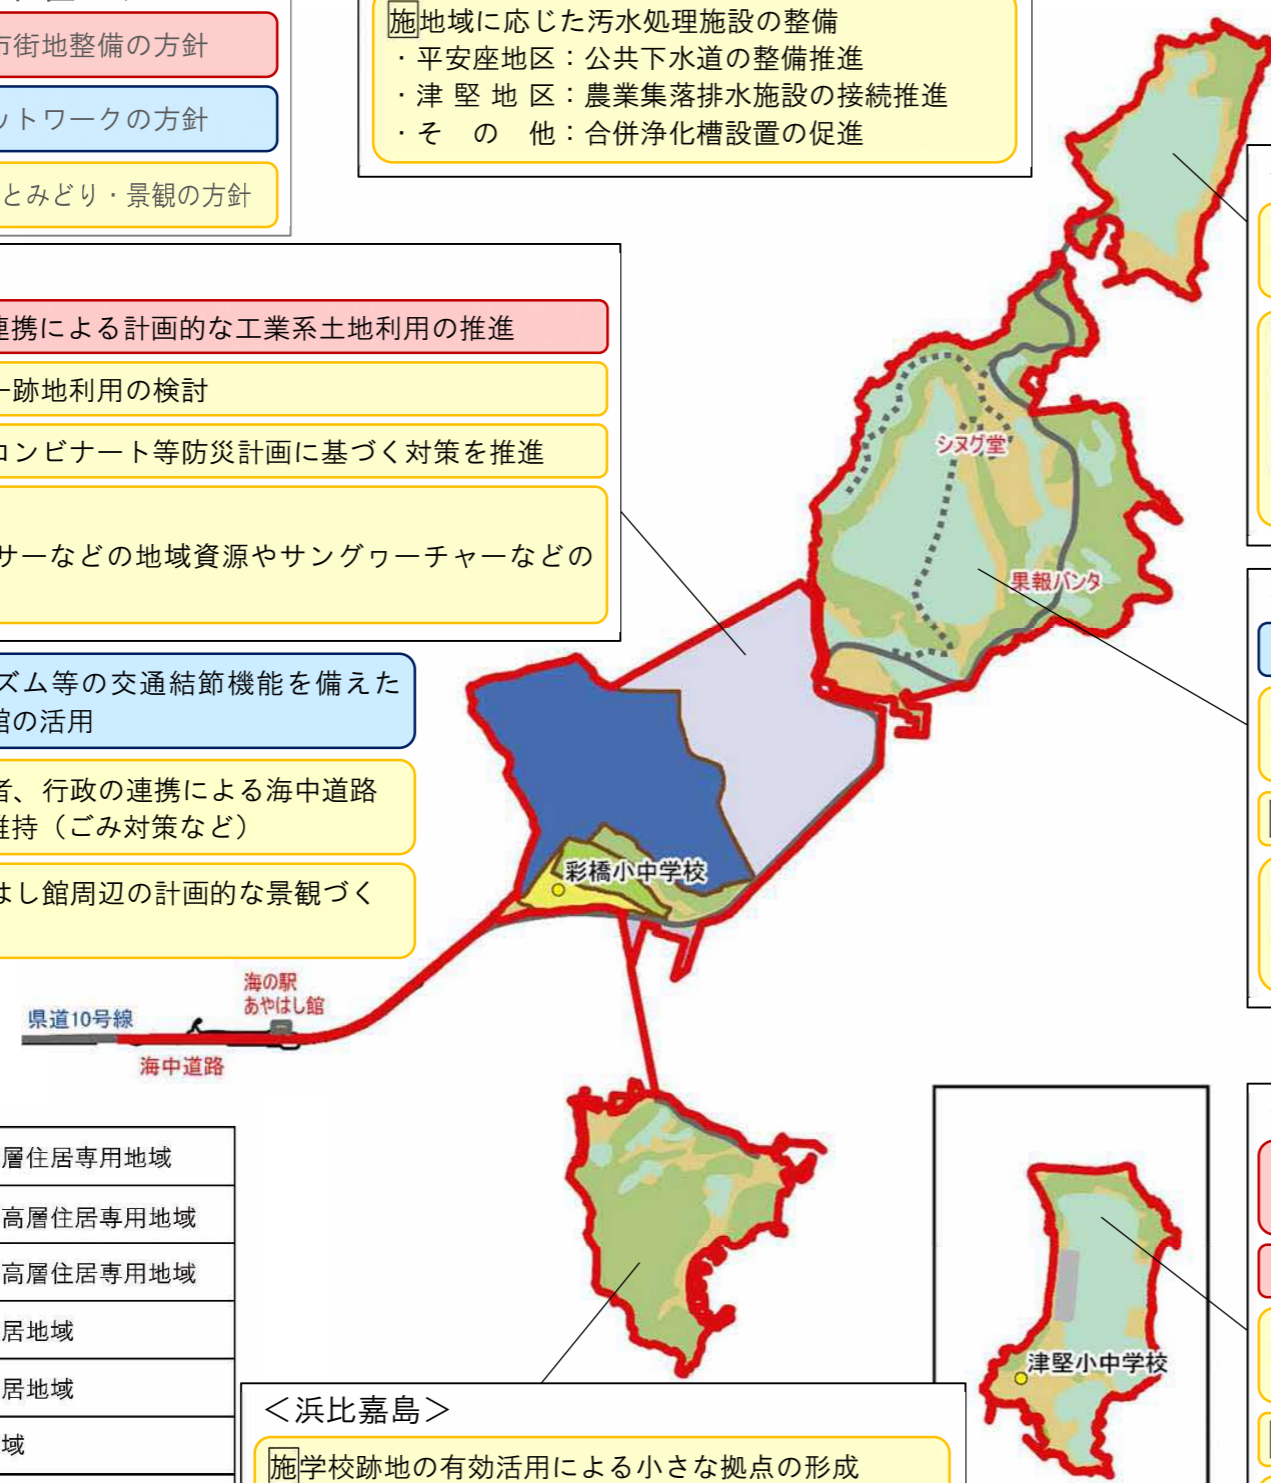 市街地整備の方針
ットワークの方針
とみどり・景観の方針
施地域に応じた汚水処理施設の整備
・平安座地区：公共下水道の整備推進
・津堅地区：農業集落排水施設の接続推進
・その他：合併浄化槽設置の促進
連携による計画的な工業系土地利用の推進
ー跡地利用の検討
コンビナート等防災計画に基づく対策を推進
サーなどの地域資源やサングヮーチャーなどの
ズム等の交通結節機能を備えた
館の活用
者、行政の連携による海中道路
維持（ごみ対策など）
はし館周辺の計画的な景観づく
シヌグ堂
果報バンタ
彩橋小中学校
海の駅
あやはし館
県道10号線
海中道路
層住居専用地域
高層住居専用地域
高層住居専用地域
居地域
居地域
域
津堅小中学校
＜浜比嘉島＞
施学校跡地の有効活用による小さな拠点の形成